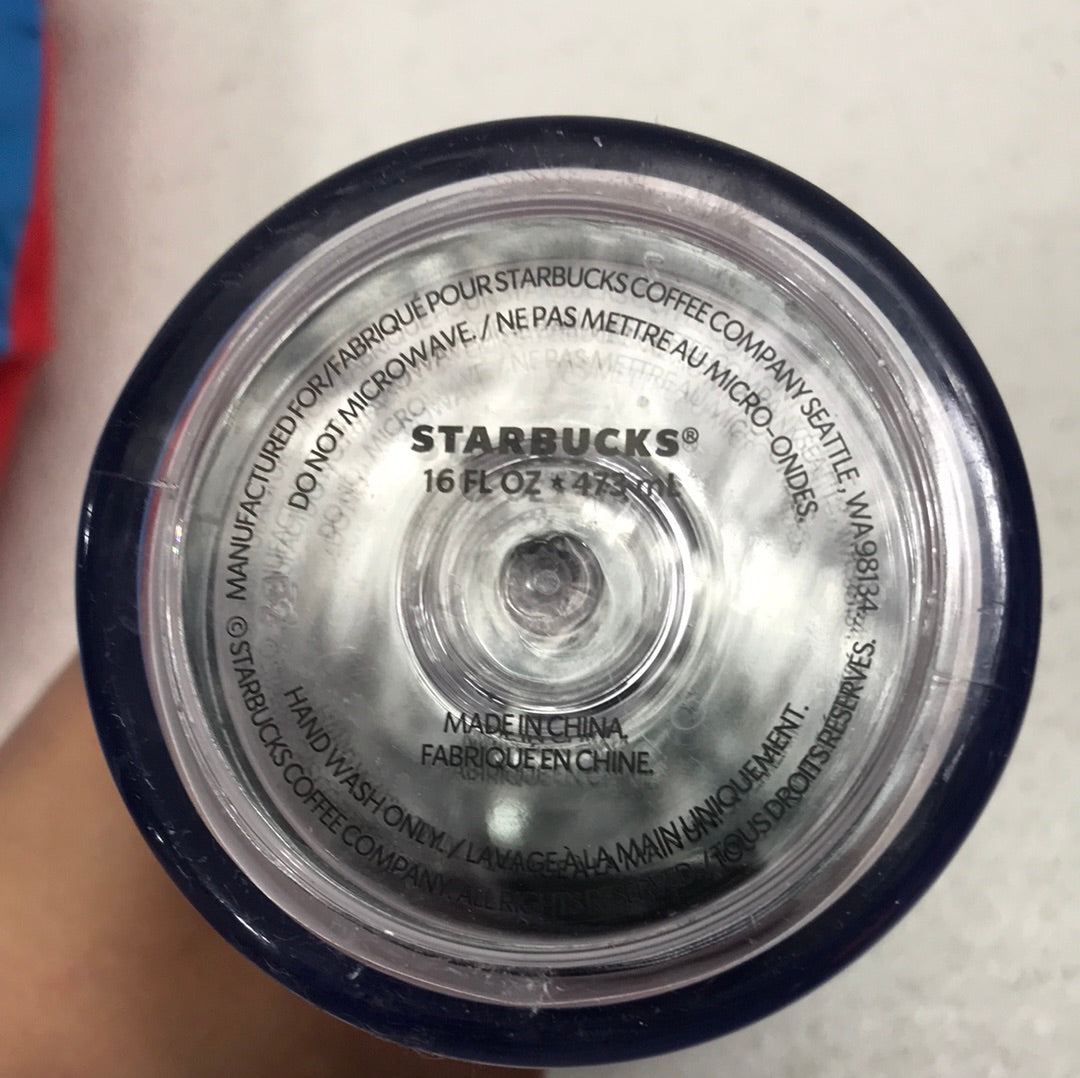 MANUFACTURED FOR/FABRIQUE POUR STARBUCKS COFFEE COMPANY SEATTLE, WA 98134
DO NOT MICROWAVE. / NE PAS METTRE AU MICRO-ONDES.
STARBUCKS®
16 FL OZ ★ 473 mL
MADE IN CHINA.
FABRIQUÉ EN CHINE.
HAND WASH ONLY. / LAVAGE À LA MAIN UNIQUEMENT.
© STARBUCKS COFFEE COMPANY. ALL RIGHTS RESERVED. / TOUS DROITS RÉSERVÉS.